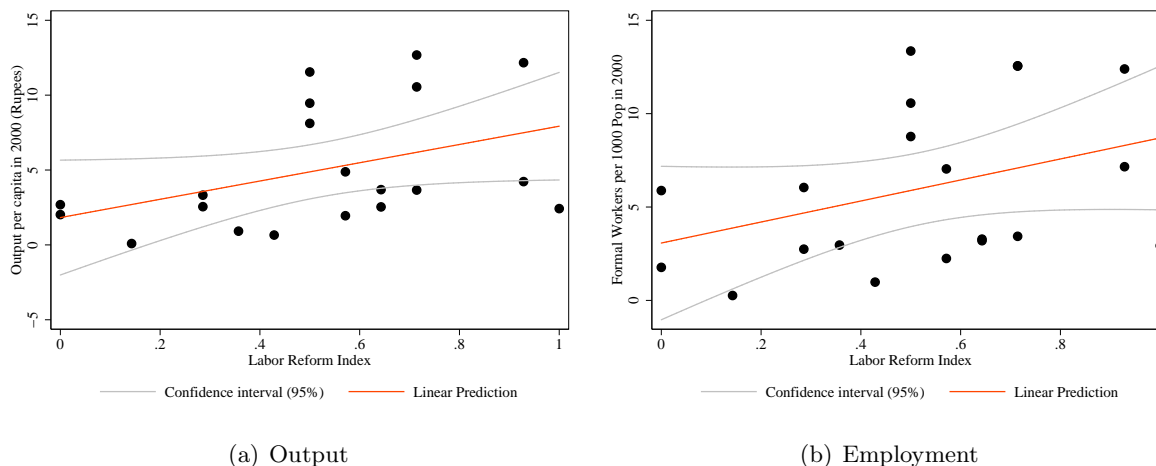 15
10
5
0
−5
Output per capita in 2000 (Rupees)
0
.2
.4
.6
.8
1
Labor Reform Index
Confidence interval (95%)
Linear Prediction
(a) Output
15
10
5
0
Formal Workers per 1000 Pop in 2000
0
.2
.4
.6
.8
Labor Reform Index
Confidence interval (95%)
Linear Prediction
(b) Employment